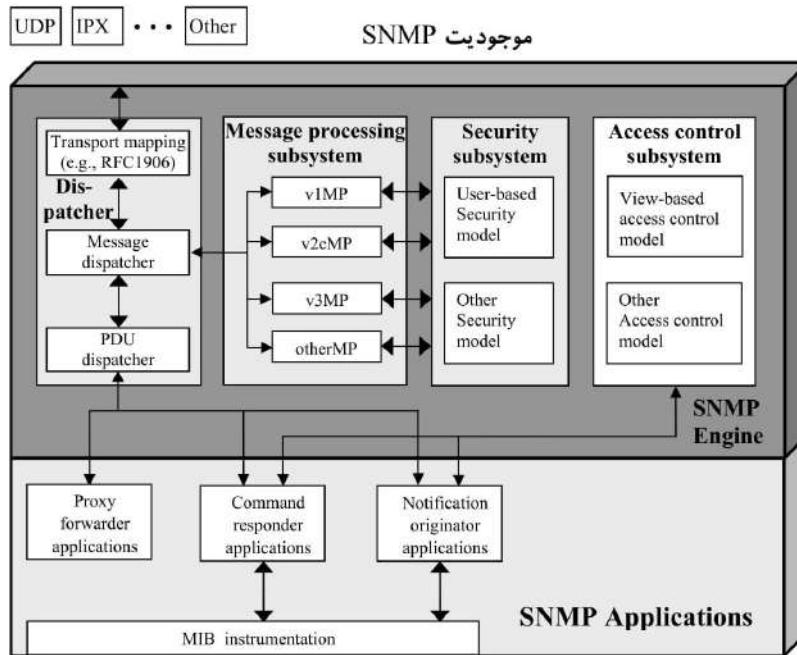 UDP IPX • • • Other
موجودیت SNMP
Transport mapping
(e.g., RFC1906)
Dis-
patcher
Message
dispatcher
PDU
dispatcher
Message processing
subsystem
v1MP
v2cMP
v3MP
otherMP
Security
subsystem
User-based
Security
model
Other
Security
model
Access control
subsystem
View-based
access control
model
Other
Access control
model
SNMP
Engine
Proxy
forwarder
applications
Command
responder
applications
Notification
originator
applications
SNMP Applications
MIB instrumentation